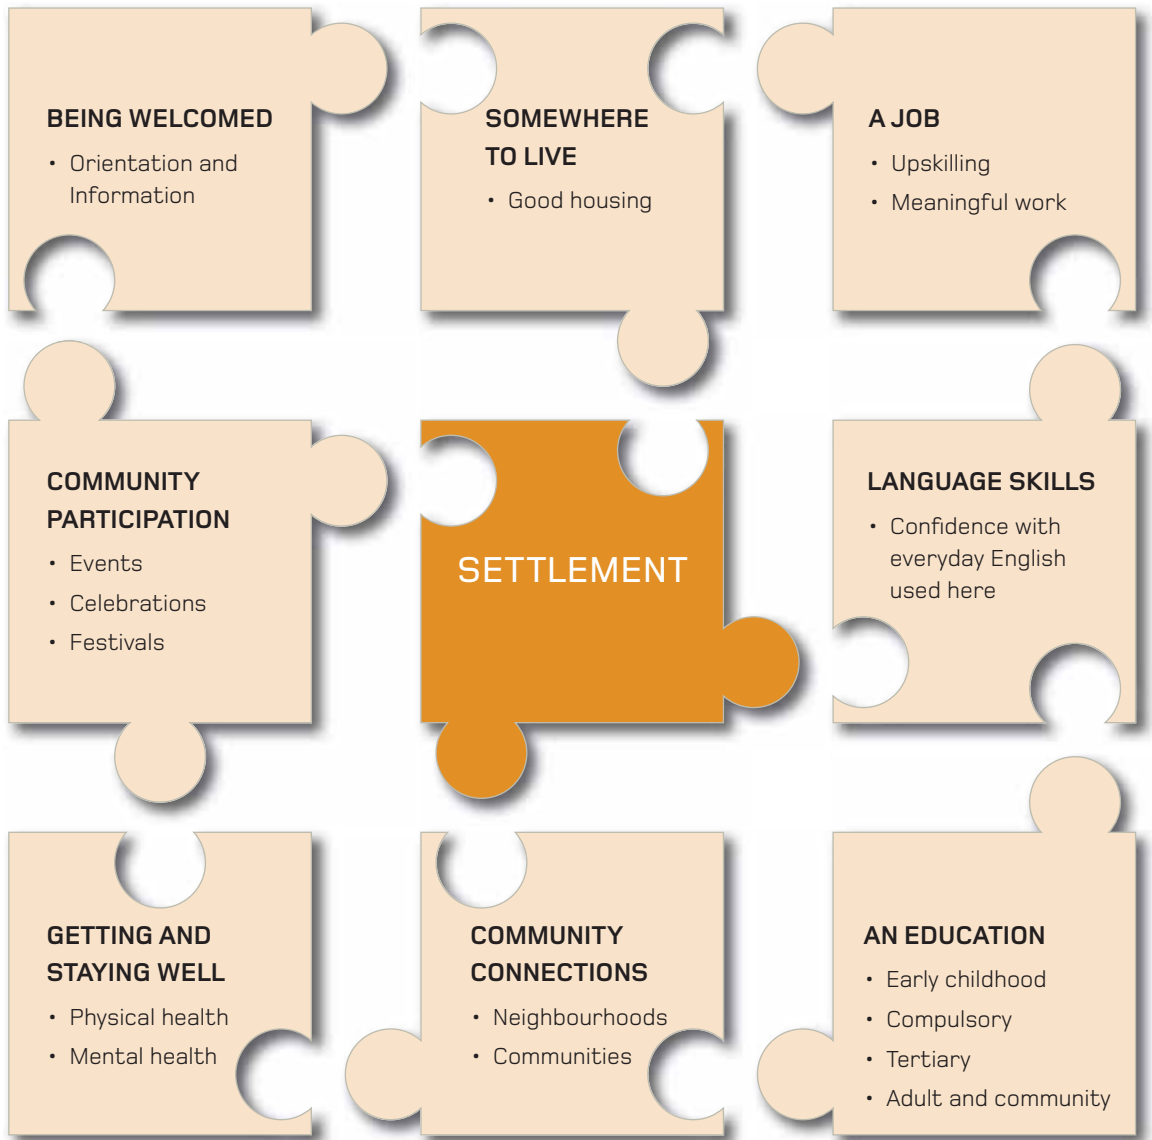 BEING WELCOMED
• Orientation and
Information
SOMEWHERE
TO LIVE
• Good housing
A JOB
• Upskilling
• Meaningful work
COMMUNITY
PARTICIPATION
• Events
• Celebrations
• Festivals
SETTLEMENT
LANGUAGE SKILLS
• Confidence with
everyday English
used here
GETTING AND
STAYING WELL
• Physical health
• Mental health
COMMUNITY
CONNECTIONS
• Neighbourhoods
• Communities
AN EDUCATION
• Early childhood
• Compulsory
• Tertiary
• Adult and community